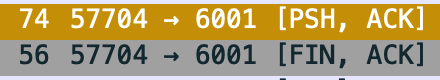 74 57704 → 6001 [PSH, ACK]
56 57704 → 6001 [FIN, ACK]